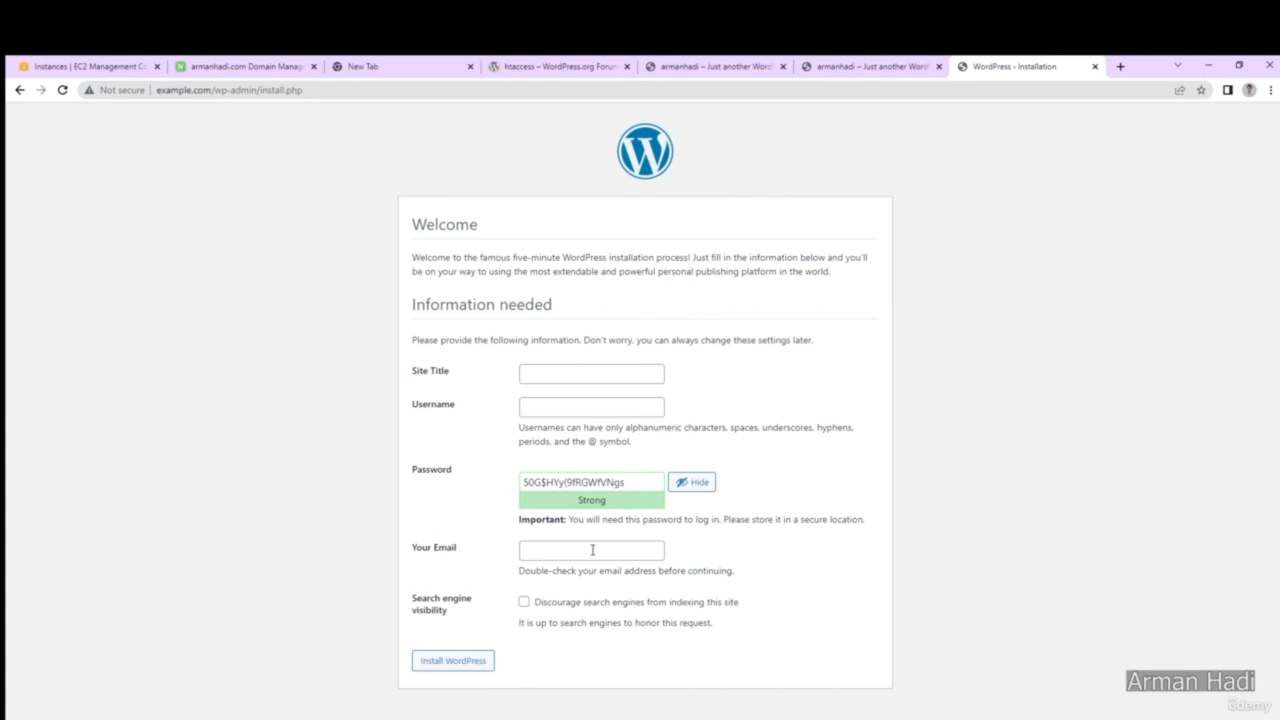 Instances | EC2 Management Co
armanhadi.com Domain Manag
New Tab
htaccess – WordPress.org Forum
armanhadi – Just another Word
armanhadi – Just another Word
WordPress › Installation
Not secure | example.com/wp-admin/install.php
Welcome
Welcome to the famous five-minute WordPress installation process! Just fill in the information below and you'll
be on your way to using the most extendable and powerful personal publishing platform in the world.
Information needed
Please provide the following information. Don't worry, you can always change these settings later.
Site Title
Username
Usernames can have only alphanumeric characters, spaces, underscores, hyphens,
periods, and the @ symbol.
Password
50G$HYy(9fRGWfVNgs
Hide
Strong
Important: You will need this password to log in. Please store it in a secure location.
Your Email
Double-check your email address before continuing.
Search engine
visibility
Discourage search engines from indexing this site
It is up to search engines to honor this request.
Install WordPress
Arman Hadi
ûdemy